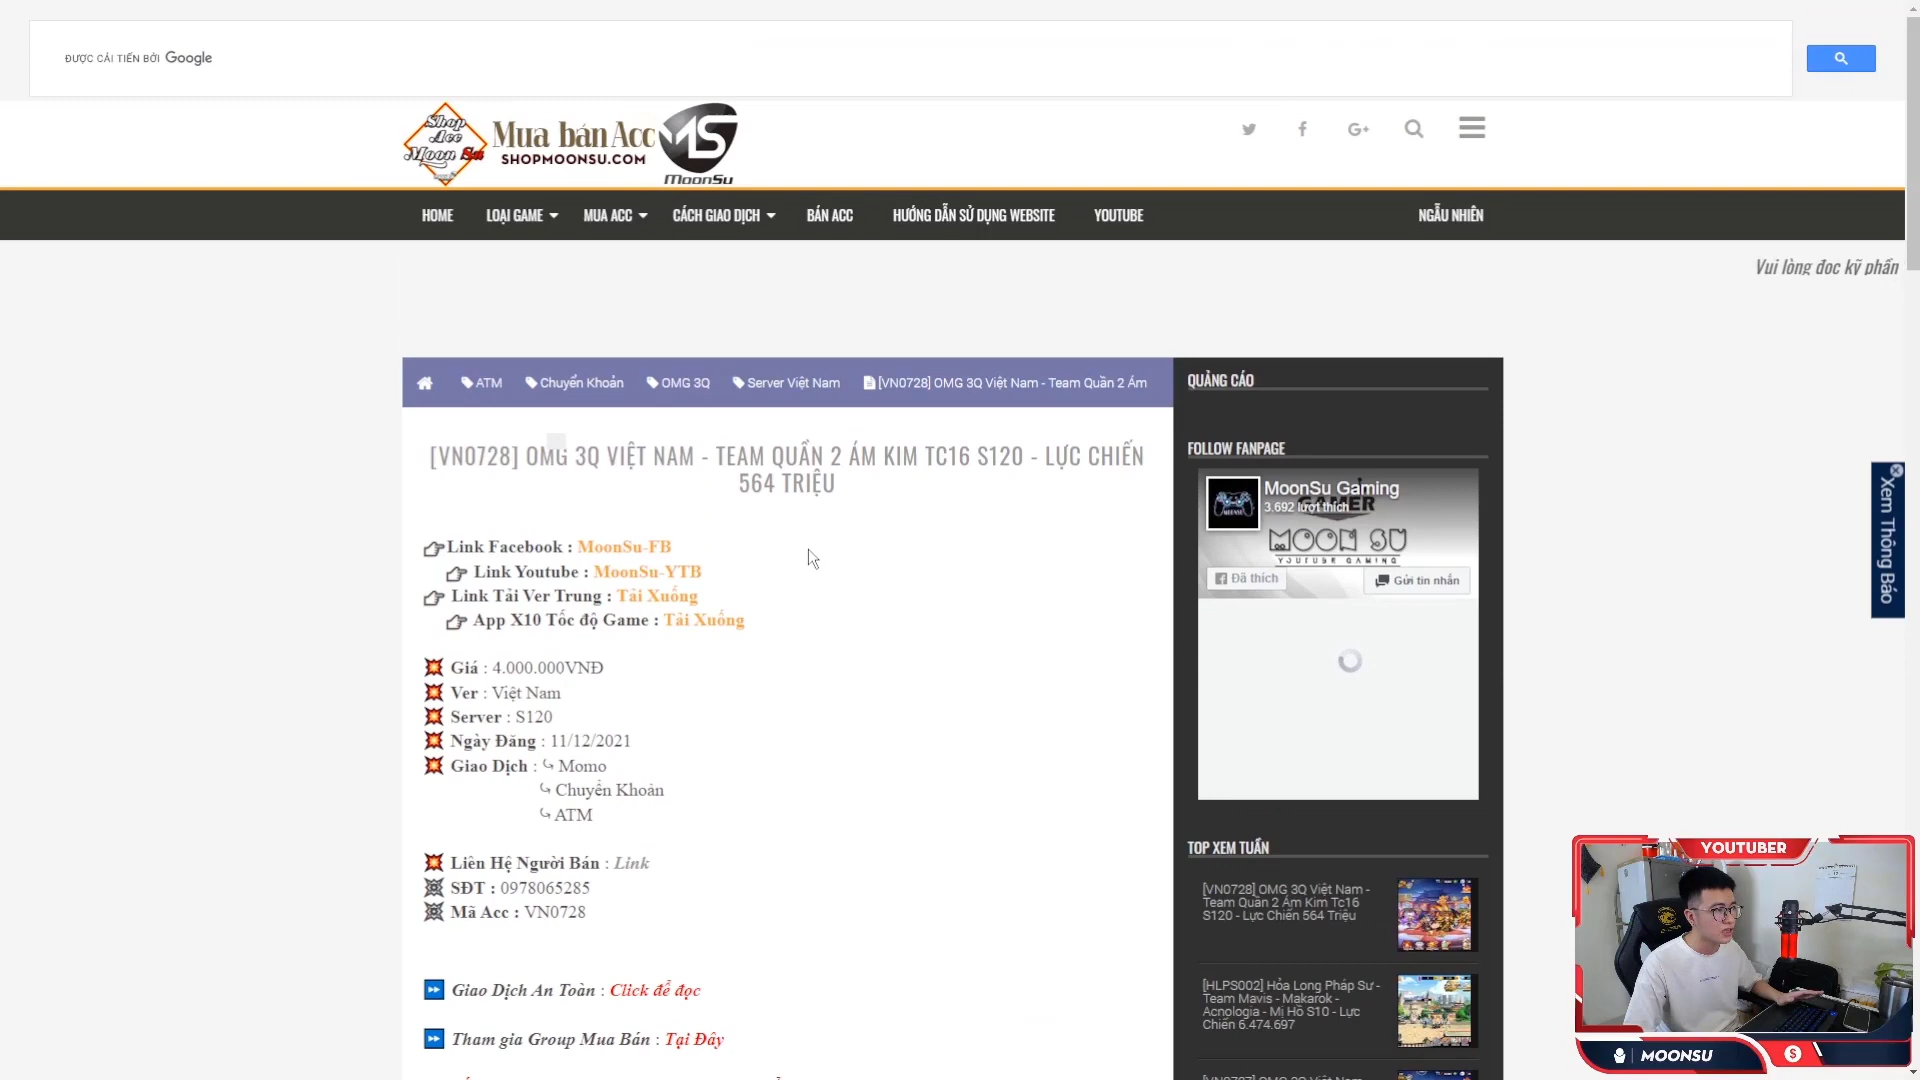 ĐƯỢC CẢI TIẾN BỞI Google
Shop
Acc
Moon Su
Mua bán Acc
SHOPMOONSU.COM
MS
MoonSu
HOME
LOẠI GAME
MUA ACC
CÁCH GIAO DỊCH
BÁN ACC
HƯỚNG DẪN SỬ DỤNG WEBSITE
YOUTUBE
NGẪU NHIÊN
Vui lòng đọc kỹ phần
ATM
Chuyển Khoản
OMG 3Q
Server Việt Nam
[VN0728] OMG 3Q Việt Nam - Team Quần 2 Ám
[VN0728] OMG 3Q VIỆT NAM - TEAM QUẦN 2 ÁM KIM TC16 S120 - LỰC CHIẾN
564 TRIỆU
Link Facebook : MoonSu-FB
Link Youtube : MoonSu-YTB
Link Tải Ver Trung : Tải Xuống
App X10 Tốc độ Game : Tải Xuống
Giá : 4.000.000VNĐ
Ver : Việt Nam
Server : S120
Ngày Đăng : 11/12/2021
Giao Dịch : ⤷ Momo
⤷ Chuyển Khoản
⤷ ATM
Liên Hệ Người Bán : Link
SĐT : 0978065285
Mã Acc : VN0728
Giao Dịch An Toàn : Click để đọc
Tham gia Group Mua Bán : Tại Đây
QUẢNG CÁO
FOLLOW FANPAGE
MoonSu Gaming
3.692 lượt thích
GAMER
MOON SU
YOUTUBE GAMING
Đã thích
Gửi tin nhắn
TOP XEM TUẦN
[VN0728] OMG 3Q Việt Nam -
Team Quần 2 Ám Kim Tc16
S120 - Lực Chiến 564 Triệu
[HLPS002] Hỏa Long Pháp Sư -
Team Mavis - Makarok -
Acnologia - Mị Hồ S10 - Lực
Chiến 6.474.697
Xem Thông Báo
YOUTUBER
MOONSU
$